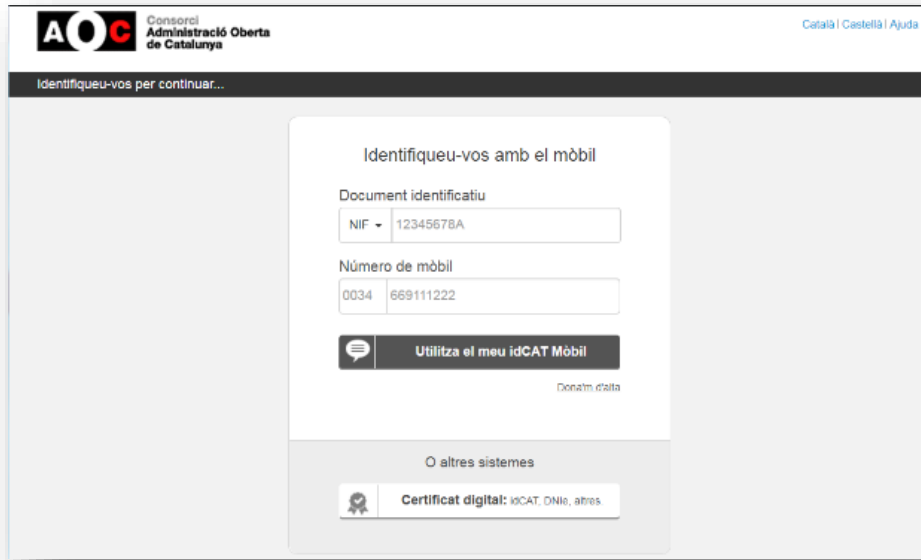 AOC
Consorci
Administració Oberta
de Catalunya
Català | Castellà | Ajuda
Identifiqueu-vos per continuar...
Identifiqueu-vos amb el mòbil
Document identificatiu
NIF 12345678A
Número de mòbil
0034 669111222
Utilitza el meu idCAT Mòbil
Dona'm d'alta
O altres sistemes
Certificat digital: idCAT, DNIe, altres.